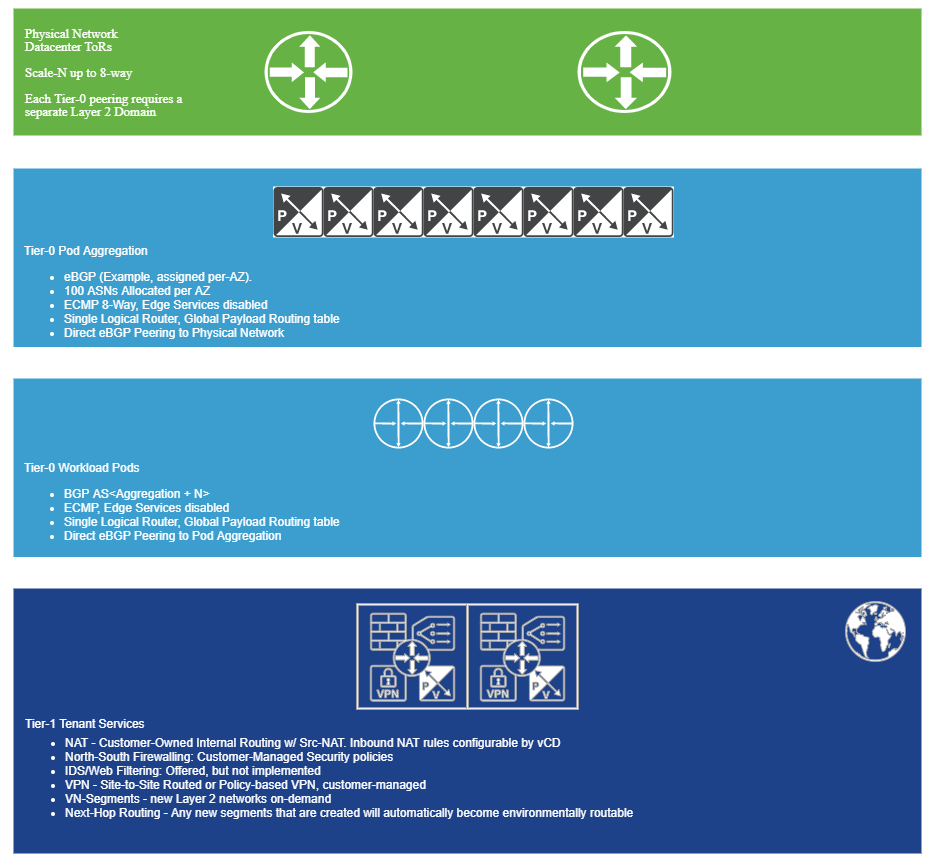 Physical Network
Datacenter ToRs
Scale-N up to 8-way
Each Tier-0 peering requires a
separate Layer 2 Domain
P V P V P V P V P V P V P V P V
Tier-0 Pod Aggregation
eBGP (Example, assigned per-AZ).
100 ASNs Allocated per AZ
ECMP 8-Way, Edge Services disabled
Single Logical Router, Global Payload Routing table
Direct eBGP Peering to Physical Network
Tier-0 Workload Pods
BGP AS<Aggregation + N>
ECMP, Edge Services disabled
Single Logical Router, Global Payload Routing table
Direct eBGP Peering to Pod Aggregation
VPN P V VPN P V
Tier-1 Tenant Services
NAT - Customer-Owned Internal Routing w/ Src-NAT. Inbound NAT rules configurable by vCD
North-South Firewalling: Customer-Managed Security policies
IDS/Web Filtering: Offered, but not implemented
VPN - Site-to-Site Routed or Policy-based VPN, customer-managed
VN-Segments - new Layer 2 networks on-demand
Next-Hop Routing - Any new segments that are created will automatically become environmentally routable